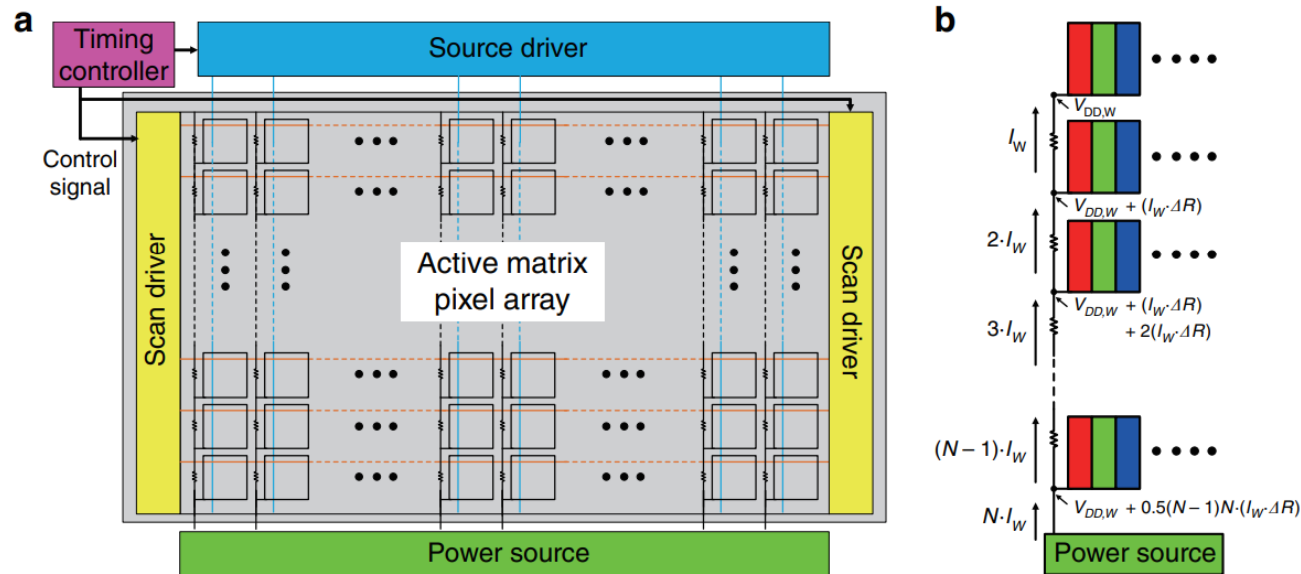 a
Timing
controller
Source driver
Control
signal
Scan driver
Active matrix
pixel array
Scan driver
Power source
b
V_DD,W
I_W
V_DD,W + (I_W·ΔR)
2·I_W
V_DD,W + (I_W·ΔR)
+ 2(I_W·ΔR)
3·I_W
(N – 1)·I_W
V_DD,W + 0.5(N – 1)N·(I_W·ΔR)
N·I_W
Power source